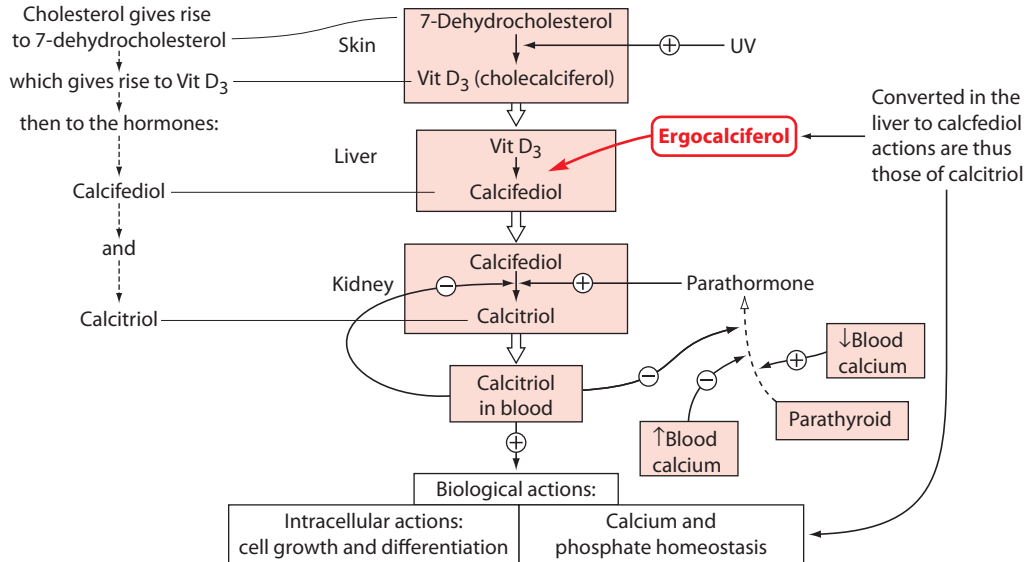 Cholesterol gives rise
to 7-dehydrocholesterol
which gives rise to Vit D₃
then to the hormones:
Calcifediol
and
Calcitriol
Skin
7-Dehydrocholesterol
+
UV
Vit D₃ (cholecalciferol)
Liver
Vit D₃
Calcifediol
Ergocalciferol
Converted in the
liver to calcfediol
actions are thus
those of calcitriol
Kidney
Calcifediol
−
+
Parathormone
Calcitriol
Calcitriol
in blood
−
−
+
↓Blood
calcium
Parathyroid
↑Blood
calcium
+
Biological actions:
Intracellular actions:
cell growth and differentiation
Calcium and
phosphate homeostasis